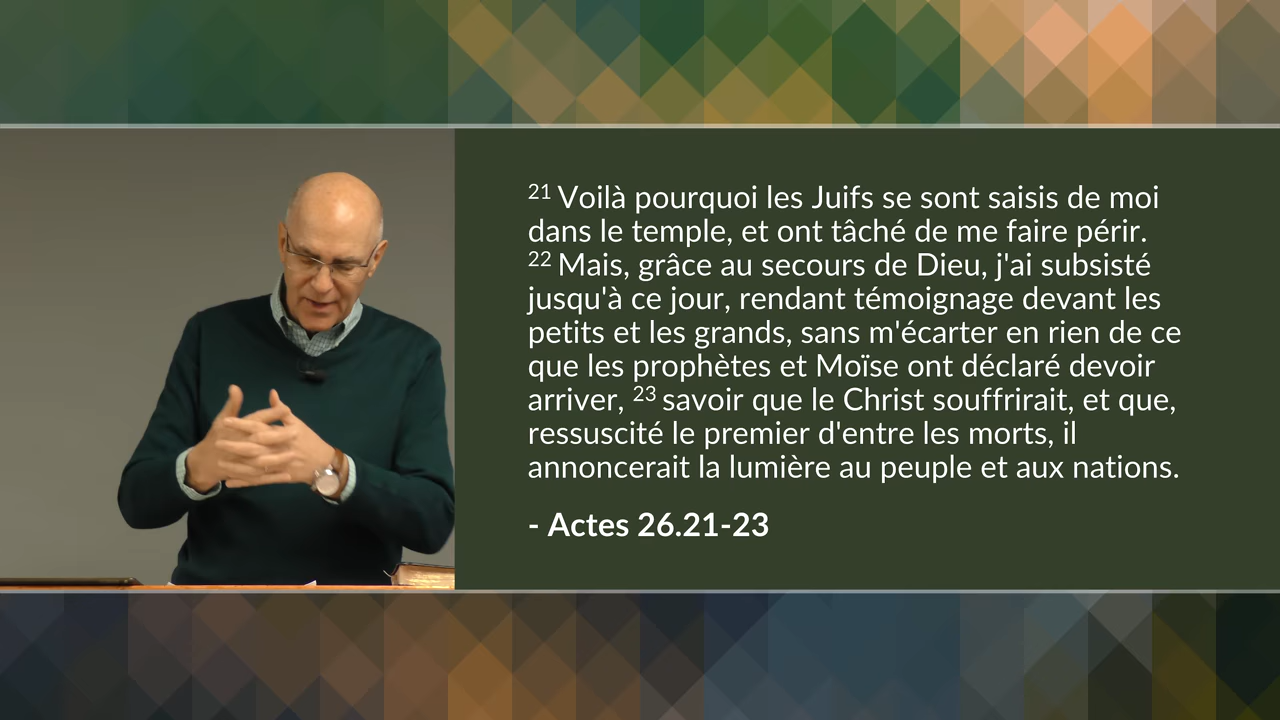 21 Voilà pourquoi les Juifs se sont saisis de moi
dans le temple, et ont tâché de me faire périr.
22 Mais, grâce au secours de Dieu, j'ai subsisté
jusqu'à ce jour, rendant témoignage devant les
petits et les grands, sans m'écarter en rien de ce
que les prophètes et Moïse ont déclaré devoir
arriver, 23 savoir que le Christ souffrirait, et que,
ressuscité le premier d'entre les morts, il
annoncerait la lumière au peuple et aux nations.
- Actes 26.21-23